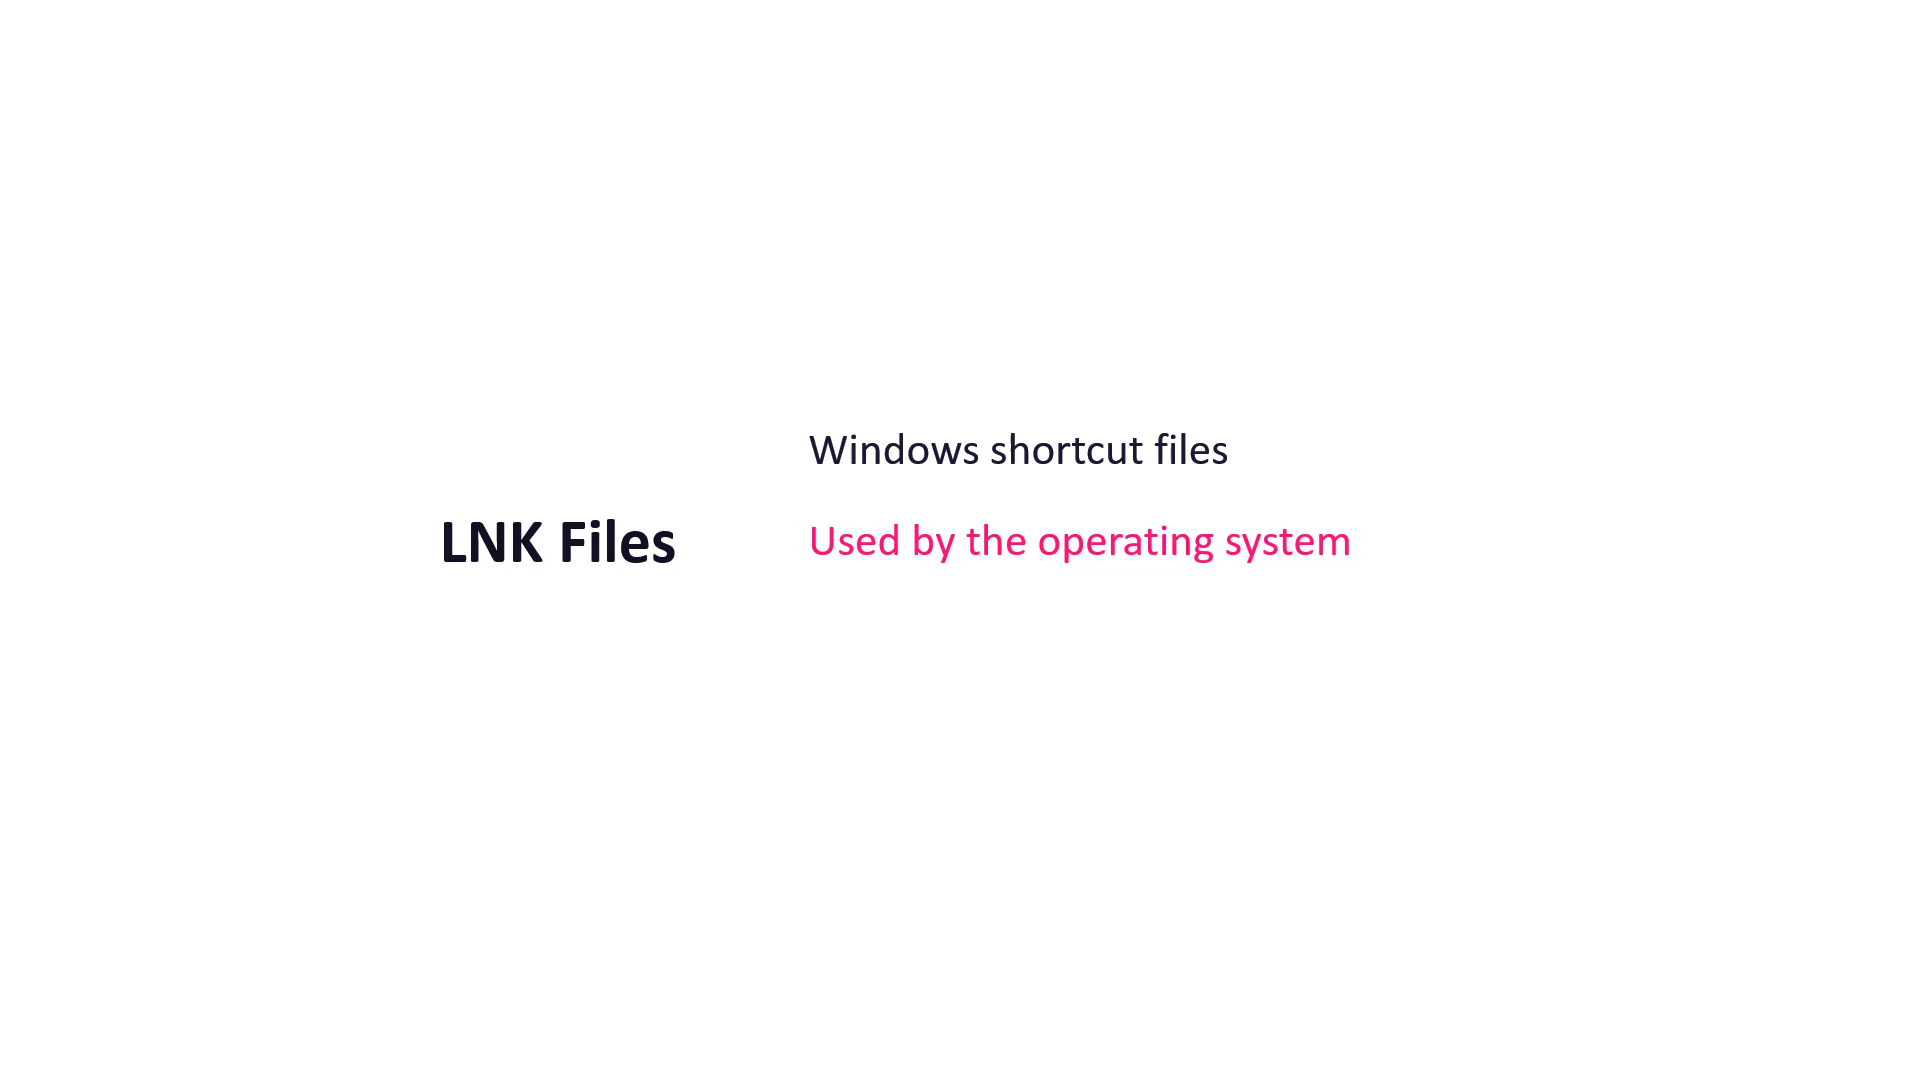 LNK Files
Windows shortcut files
Used by the operating system